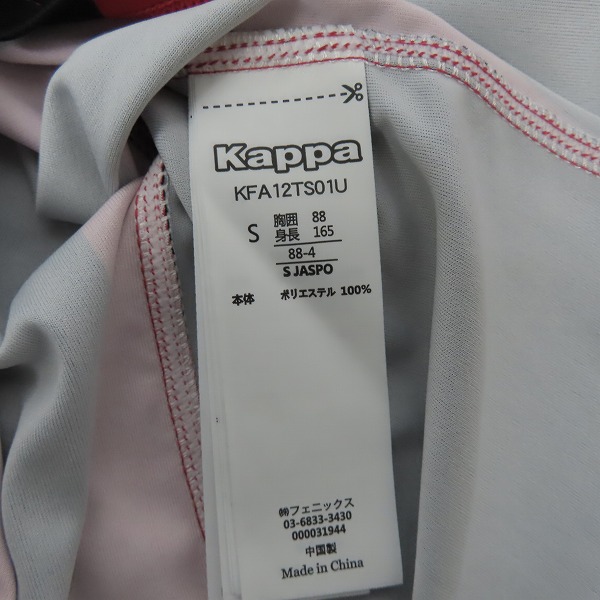 Kappa
KFA12TS01U
S 胸囲 88
身長 165
88-4
S JASPO
本体 ポリエステル 100%
㈱フェニックス
03-6833-3430
000031944
中国製
Made in China